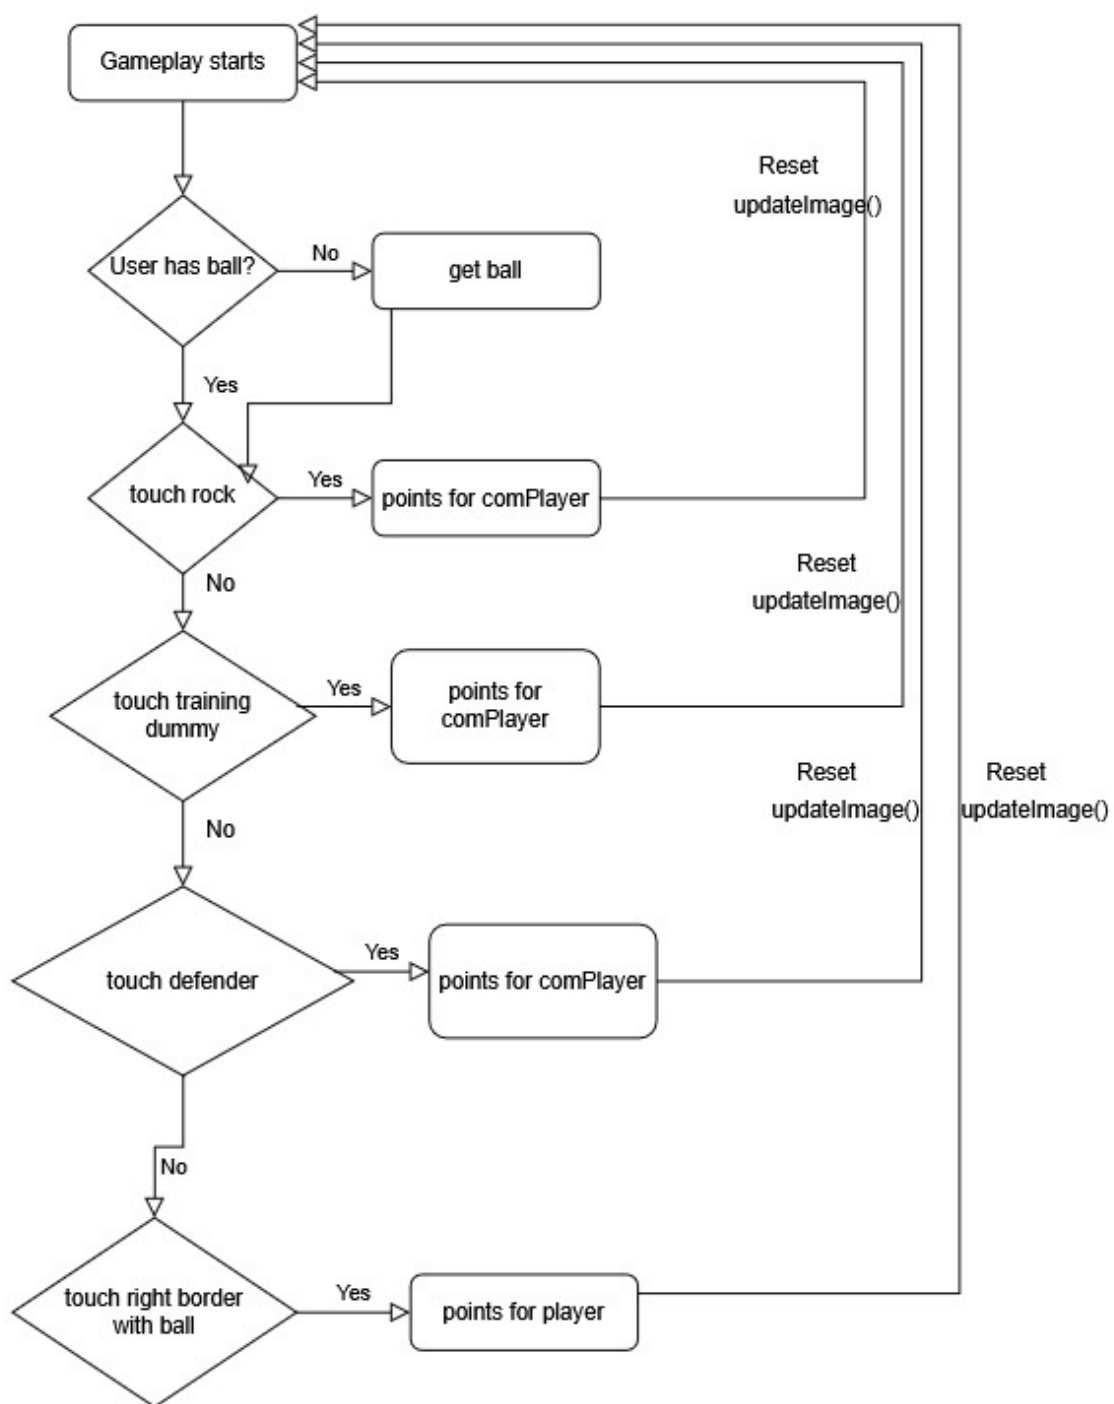 Gameplay starts
Reset
updateImage()
User has ball?
No
get ball
Yes
touch rock
Yes
points for comPlayer
No
Reset
updateImage()
touch training
dummy
Yes
points for
comPlayer
No
Reset
updateImage()
Reset
updateImage()
touch defender
Yes
points for comPlayer
No
touch right border
with ball
Yes
points for player